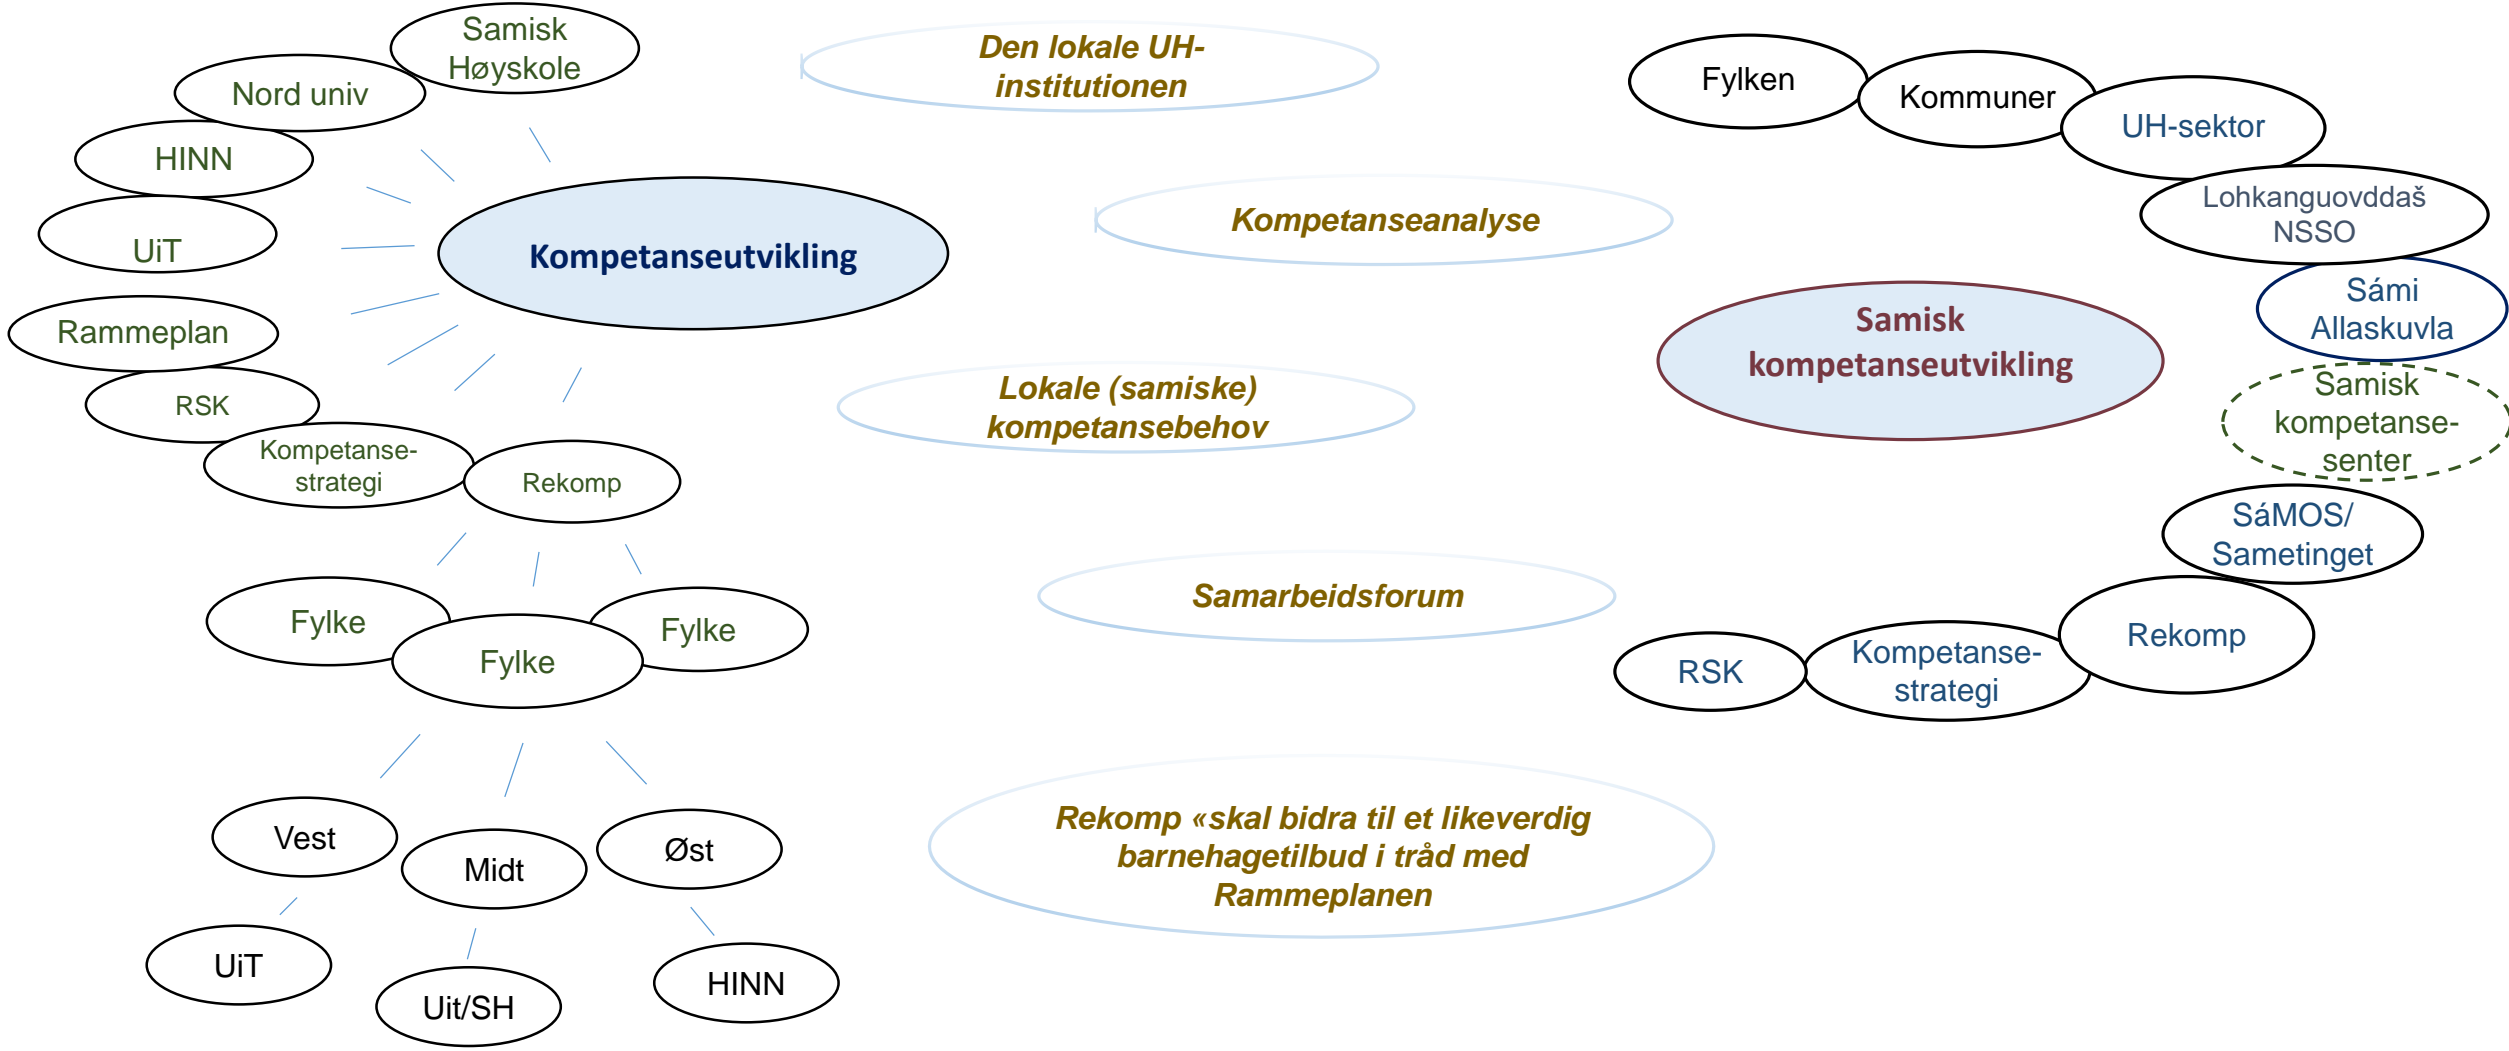 Samisk
Høyskole
Nord univ
HINN
UiT
Kompetanseutvikling
Rammeplan
RSK
Kompetanse-
strategi
Rekomp
Fylke
Fylke
Fylke
Vest
Midt
Øst
UiT
Uit/SH
HINN
Den lokale UH-
institutionen
Kompetanseanalyse
Lokale (samiske)
kompetansebehov
Samarbeidsforum
Rekomp «skal bidra til et likeverdig
barnehagetilbud i tråd med
Rammeplanen
Fylken
Kommuner
UH-sektor
Lohkanguovddaš
NSSO
Sámi
Allaskuvla
Samisk
kompetanseutvikling
Samisk
kompetanse-
senter
SáMOS/
Sametinget
Rekomp
Kompetanse-
strategi
RSK